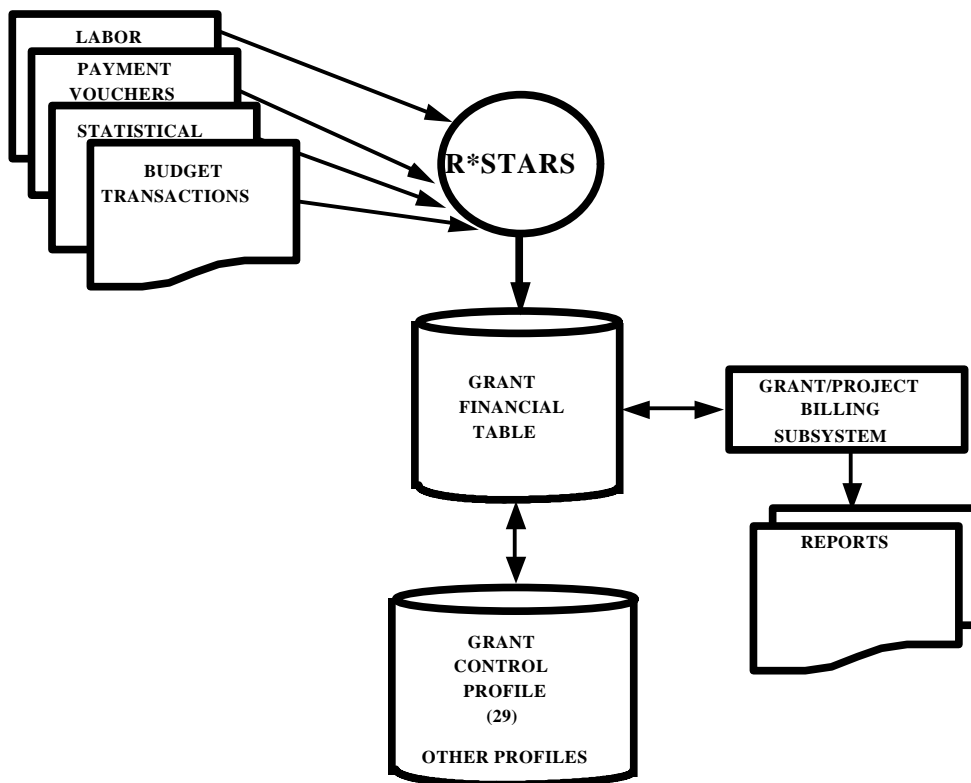 LABOR
PAYMENT
VOUCHERS
STATISTICAL
BUDGET
TRANSACTIONS
R*STARS
GRANT
FINANCIAL
TABLE
GRANT/PROJECT
BILLING
SUBSYSTEM
REPORTS
GRANT
CONTROL
PROFILE
(29)
OTHER PROFILES